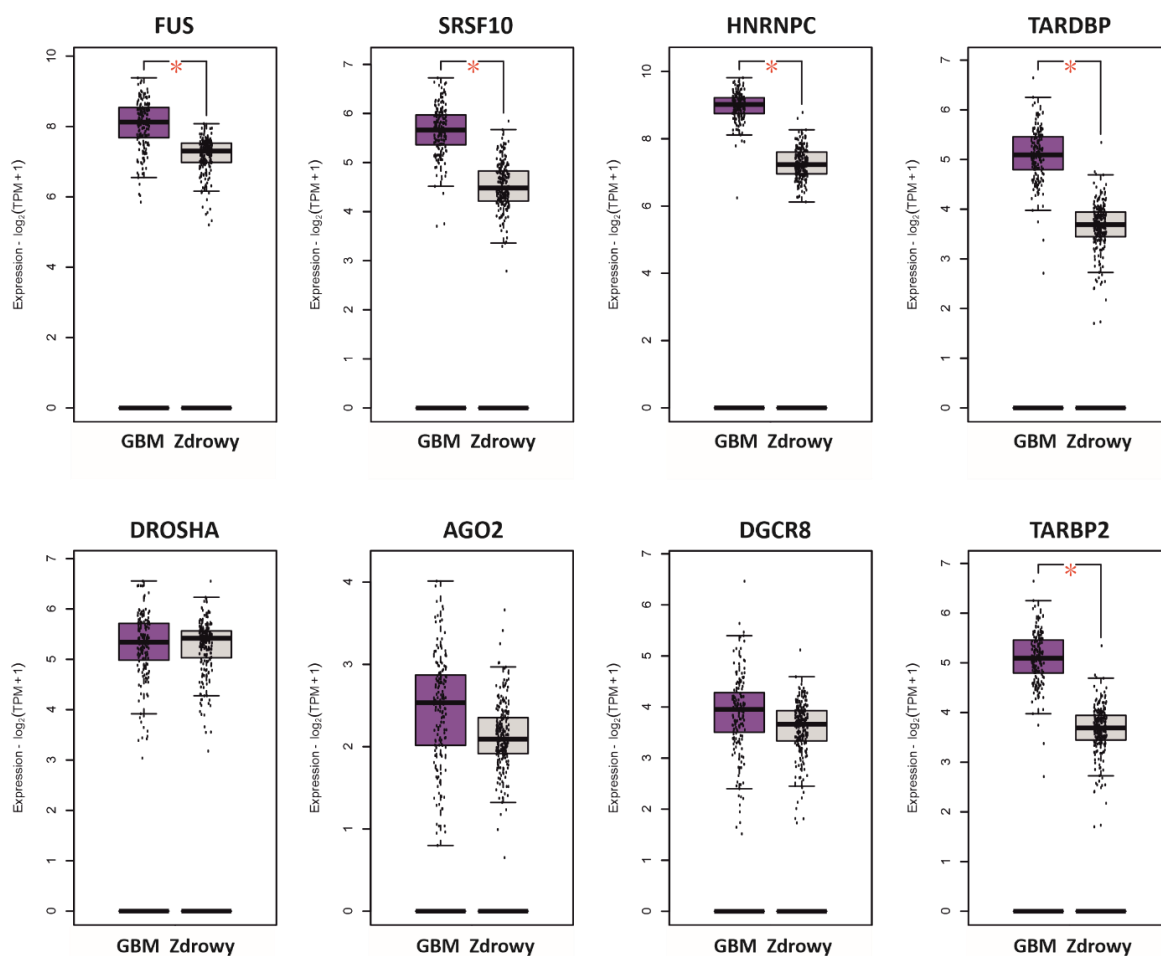 FUS
SRSF10
HNRNPC
TARDBP
Expression - log₂(TPM + 1)
0
2
4
6
8
10
*
GBM Zdrowy
Expression - log₂(TPM + 1)
0
1
2
3
4
5
6
7
*
GBM Zdrowy
Expression - log₂(TPM + 1)
0
2
4
6
8
10
*
GBM Zdrowy
Expression - log₂(TPM + 1)
0
1
2
3
4
5
6
7
*
GBM Zdrowy
DROSHA
AGO2
DGCR8
TARBP2
Expression - log₂(TPM + 1)
0
1
2
3
4
5
6
7
GBM Zdrowy
Expression - log₂(TPM + 1)
0
1
2
3
4
GBM Zdrowy
Expression - log₂(TPM + 1)
0
1
2
3
4
5
6
7
GBM Zdrowy
Expression - log₂(TPM + 1)
0
1
2
3
4
5
6
7
*
GBM Zdrowy